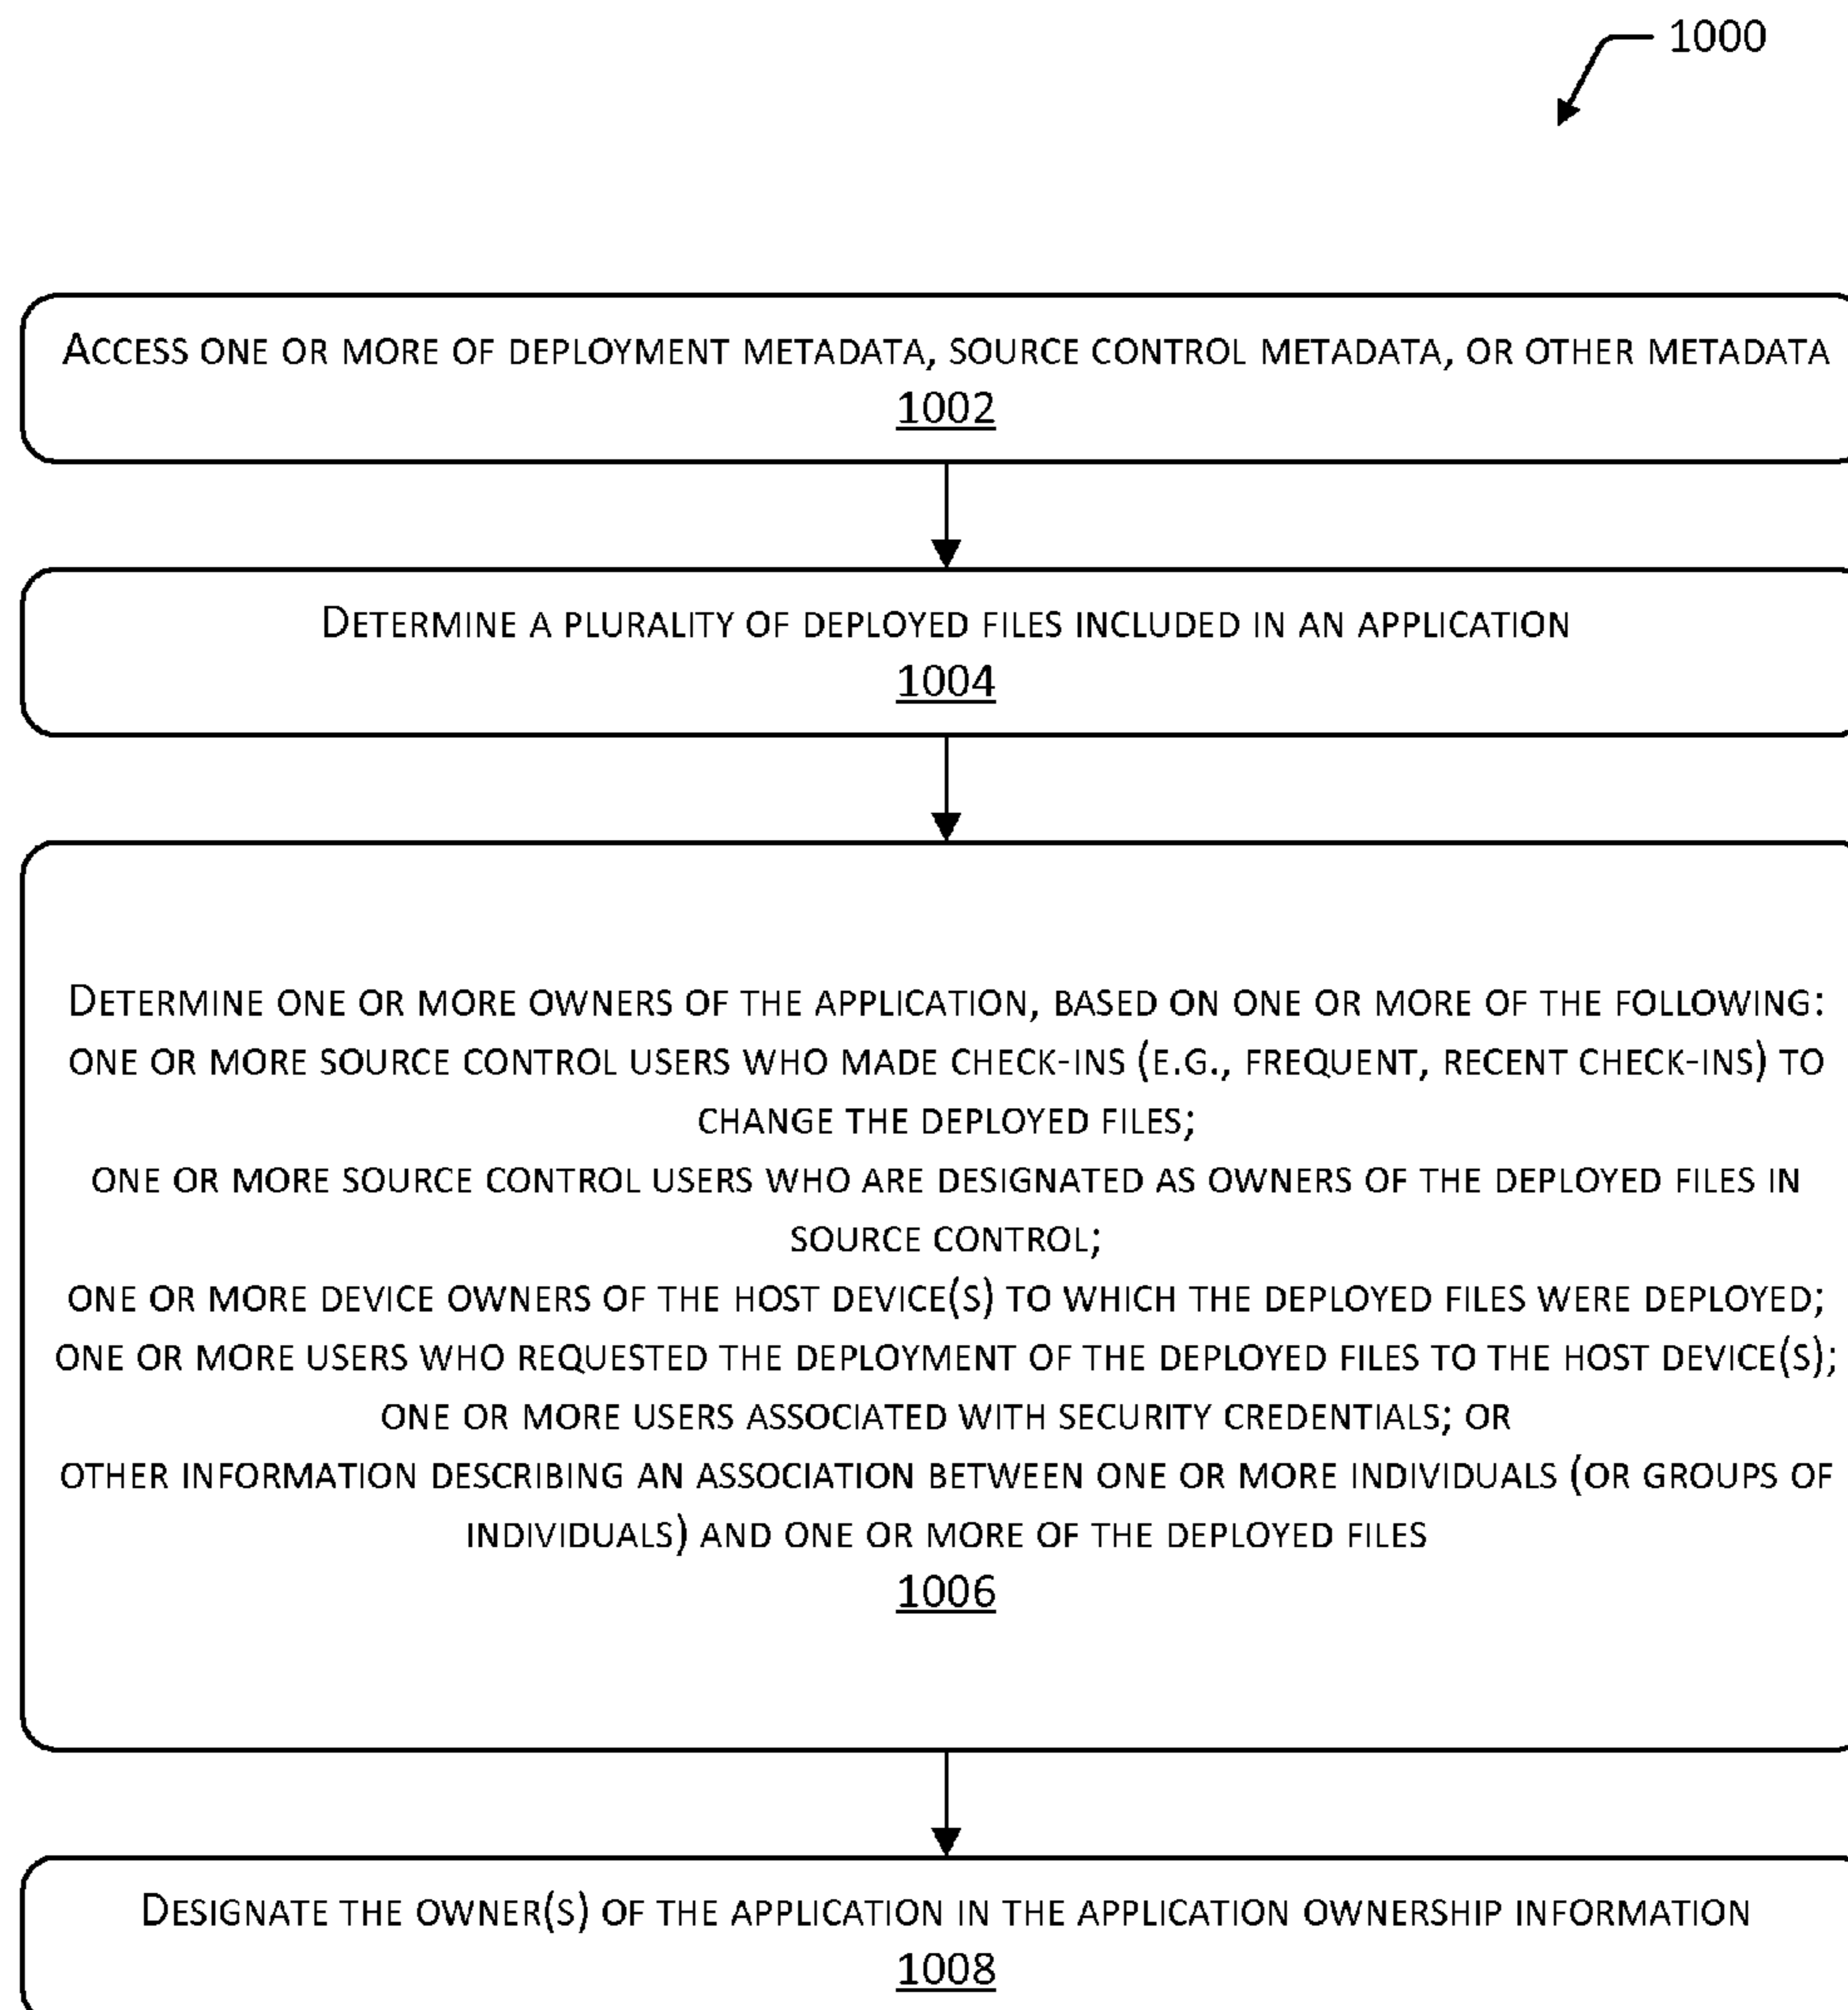 1000
ACCESS ONE OR MORE OF DEPLOYMENT METADATA, SOURCE CONTROL METADATA, OR OTHER METADATA
1002
DETERMINE A PLURALITY OF DEPLOYED FILES INCLUDED IN AN APPLICATION
1004
DETERMINE ONE OR MORE OWNERS OF THE APPLICATION, BASED ON ONE OR MORE OF THE FOLLOWING:
ONE OR MORE SOURCE CONTROL USERS WHO MADE CHECK-INS (E.G., FREQUENT, RECENT CHECK-INS) TO
CHANGE THE DEPLOYED FILES;
ONE OR MORE SOURCE CONTROL USERS WHO ARE DESIGNATED AS OWNERS OF THE DEPLOYED FILES IN
SOURCE CONTROL;
ONE OR MORE DEVICE OWNERS OF THE HOST DEVICE(S) TO WHICH THE DEPLOYED FILES WERE DEPLOYED;
ONE OR MORE USERS WHO REQUESTED THE DEPLOYMENT OF THE DEPLOYED FILES TO THE HOST DEVICE(S);
ONE OR MORE USERS ASSOCIATED WITH SECURITY CREDENTIALS; OR
OTHER INFORMATION DESCRIBING AN ASSOCIATION BETWEEN ONE OR MORE INDIVIDUALS (OR GROUPS OF
INDIVIDUALS) AND ONE OR MORE OF THE DEPLOYED FILES
1006
DESIGNATE THE OWNER(S) OF THE APPLICATION IN THE APPLICATION OWNERSHIP INFORMATION
1008